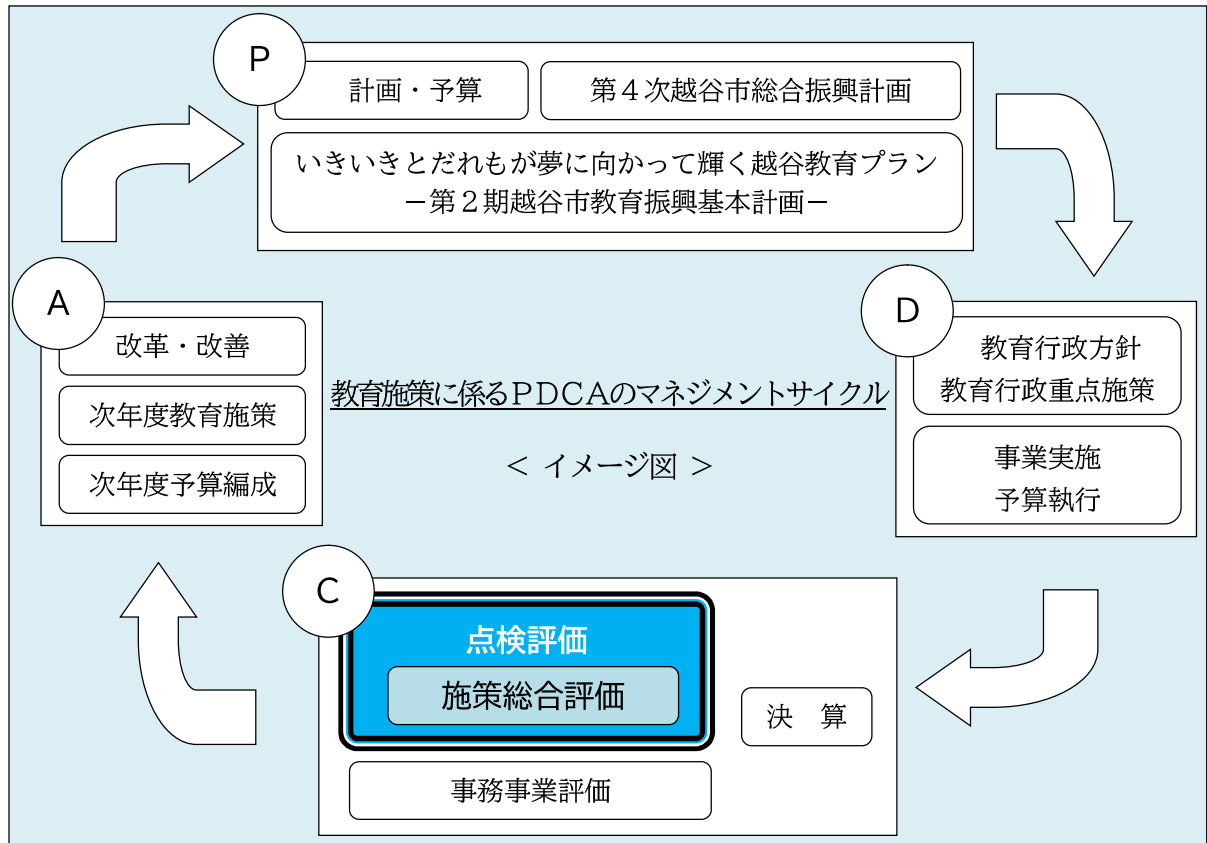 P
計画・予算
第４次越谷市総合振興計画
いきいきとだれもが夢に向かって輝く越谷教育プラン
－第２期越谷市教育振興基本計画－
A
改革・改善
次年度教育施策
次年度予算編成
教育施策に係るＰＤＣＡのマネジメントサイクル
＜ イメージ図 ＞
D
教育行政方針
教育行政重点施策
事業実施
予算執行
C
点検評価
施策総合評価
決　算
事務事業評価